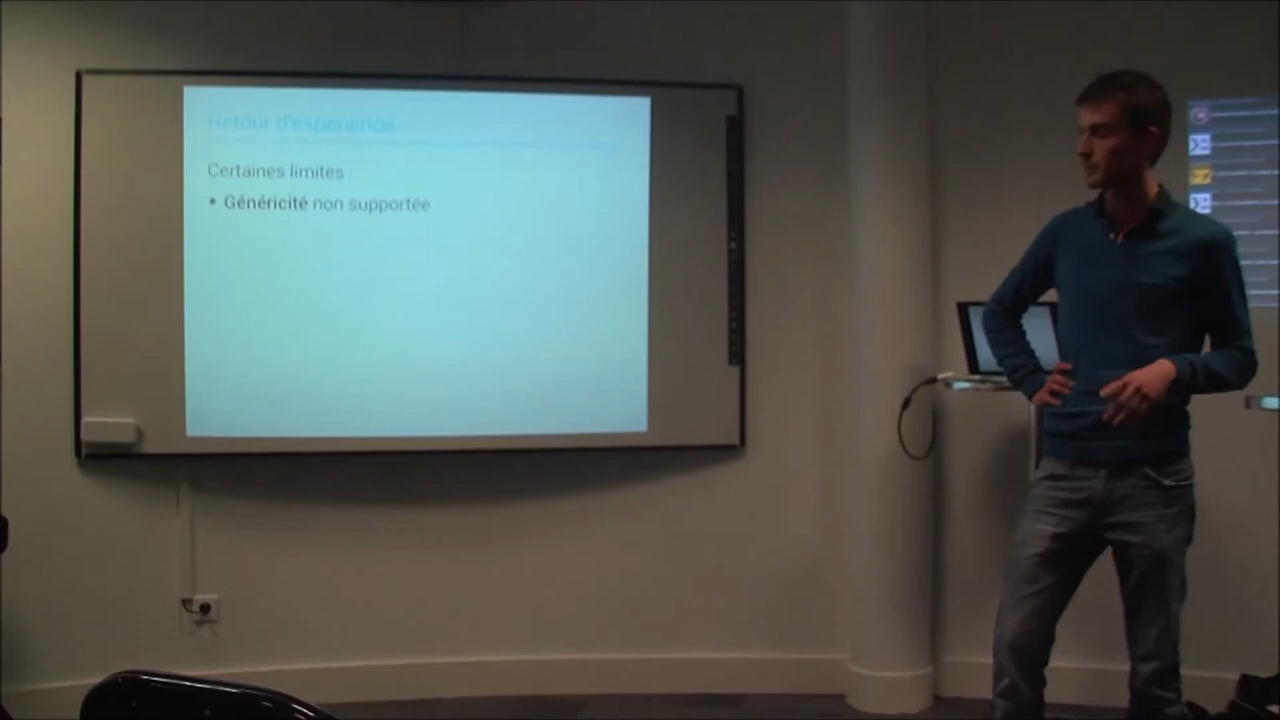 Retour d'expérience
Certaines limites :
• Généricité non supportée